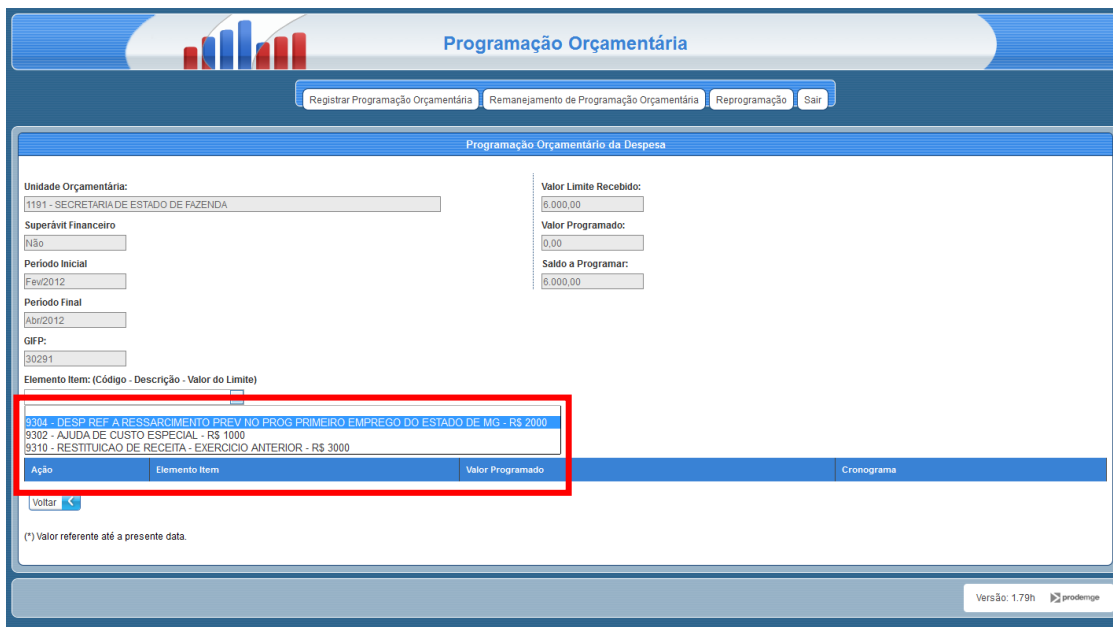 Programação Orçamentária
Registrar Programação Orçamentária Remanejamento de Programação Orçamentária Reprogramação Sair
Programação Orçamentário da Despesa
Unidade Orçamentária:
1191 - SECRETARIA DE ESTADO DE FAZENDA
Superávit Financeiro
Não
Período Inicial
Fev/2012
Período Final
Abr/2012
GIFP:
30291
Valor Limite Recebido:
6.000,00
Valor Programado:
0,00
Saldo a Programar:
6.000,00
Elemento Item: (Código - Descrição - Valor do Limite)
9304 - DESP REF A RESSARCIMENTO PREV NO PROG PRIMEIRO EMPREGO DO ESTADO DE MG - R$ 2000
9302 - AJUDA DE CUSTO ESPECIAL - R$ 1000
9310 - RESTITUICAO DE RECEITA - EXERCICIO ANTERIOR - R$ 3000
Ação Elemento Item Valor Programado Cronograma
Voltar
(*) Valor referente até a presente data.
Versão: 1.79h prodemge